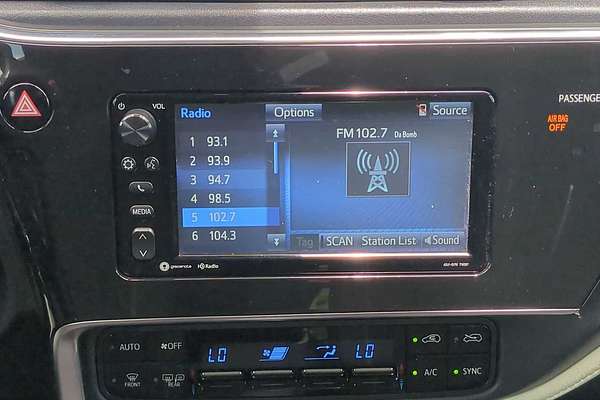 PASSENGE
AIR BAG
OFF
VOL
Radio
Options
Source
FM 102.7 Da Bomb
1 93.1
2 93.9
3 94.7
4 98.5
5 102.7
6 104.3
Tag SCAN Station List Sound
MEDIA
gracenote HD Radio
AUTO OFF
LO LO
FRONT REAR
A/C SYNC